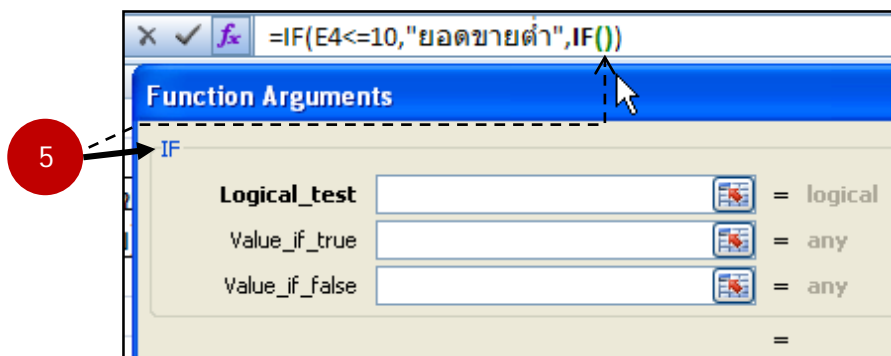 fx =IF(E4<=10,"ยอดขายต่ำ",IF())
Function Arguments
5
IF
Logical_test = logical
Value_if_true = any
Value_if_false = any
=